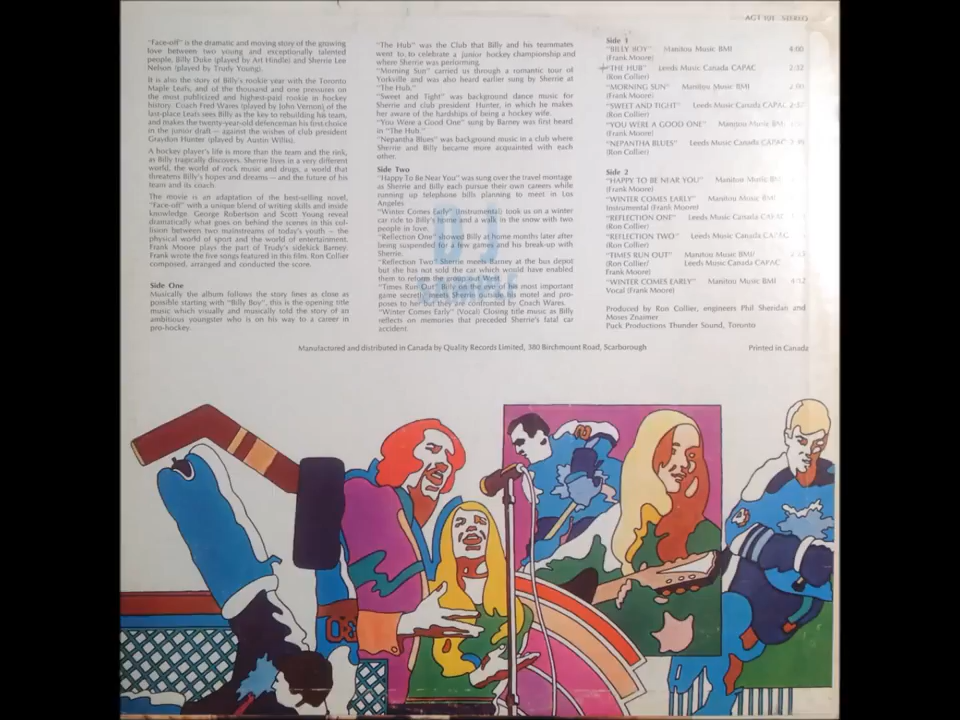 ACT 101 STEREO
"Face-off" is the dramatic and moving story of the growing
love between two young and exceptionally talented
people, Billy Duke (played by Art Hindle) and Sherrie Lee
Nelson (played by Trudy Young).
It is also the story of Billy's rookie year with the Toronto
Maple Leafs, and of the thousand and one pressures on
the most publicized and highest-paid rookie in hockey
history. Coach Fred Wares (played by John Vernon) of the
last-place Leafs sees Billy as the key to rebuilding his team,
and makes the twenty-year-old defenceman his first choice
in the junior draft — against the wishes of club president
Graydon Hunter (played by Austin Willis).
A hockey player's life is more than the team and the rink,
as Billy tragically discovers. Sherrie lives in a very different
world, the world of rock music and drugs, a world that
threatens Billy's hopes and dreams — and the future of his
team and its coach.
The movie is an adaptation of the best-selling novel,
"Face-off" with a unique blend of writing skills and inside
knowledge. George Robertson and Scott Young reveal
dramatically what goes on behind the scenes in this col-
lision between two mainstreams of today's youth — the
physical world of sport and the world of entertainment.
Frank Moore plays the part of Trudy's sidekick Barney.
Frank wrote the five songs featured in this film. Ron Collier
composed, arranged and conducted the score.
Side One
Musically the album follows the story lines as close as
possible starting with "Billy Boy", this is the opening title
music which visually and musically told the story of an
ambitious youngster who is on his way to a career in
pro-hockey.
"The Hub" was the Club that Billy and his teammates
went to, to celebrate a junior hockey championship and
where Sherrie was performing.
"Morning Sun" carried us through a romantic tour of
Yorkville and was also heard earlier sung by Sherrie at
"The Hub."
"Sweet and Tight" was background dance music for
Sherrie and club president Hunter, in which he makes
her aware of the hardships of being a hockey wife.
"You Were a Good One" sung by Barney was first heard
in "The Hub."
"Nepantha Blues" was background music in a club where
Sherrie and Billy became more acquainted with each
other.
Side Two
"Happy To Be Near You" was sung over the travel montage
as Sherrie and Billy each pursue their own careers while
running up telephone bills planning to meet in Los
Angeles.
"Winter Comes Early" (Instrumental) took us on a winter
car ride to Billy's home and a walk in the snow with two
people in love.
"Reflection One" showed Billy at home months later after
being suspended for a few games and his break-up with
Sherrie.
"Reflection Two" Sherrie meets Barney at the bus depot
but she has not sold the car which would have enabled
them to return out West.
"Times Run Out" Billy the most important
game secretly motel and pro-
poses to her but they are confronted by Coach Wares.
"Winter Comes Early" (Vocal) Closing title music as Billy
reflects on memories that preceded Sherrie's fatal car
accident.
DJ
SAMPLE
Side 1
"BILLY BOY" Manitou Music BMI 4:00
(Frank Moore)
"THE HUB" Leeds Music Canada CAPAC 2:32
(Ron Collier)
"MORNING SUN" Manitou Music BMI 2:00
(Frank Moore)
"SWEET AND TIGHT" Leeds Music Canada CAPAC
(Ron Collier)
"YOU WERE A GOOD ONE" Manitou Music BMI
(Frank Moore)
"NEPANTHA BLUES" Leeds Music Canada CAPAC
(Ron Collier)
Side 2
"HAPPY TO BE NEAR YOU" Manitou Music BMI
(Frank Moore)
"WINTER COMES EARLY" Manitou Music BMI
Instrumental (Frank Moore)
"REFLECTION ONE" Leeds Music Canada CAPAC
(Ron Collier)
"REFLECTION TWO" Leeds Music Canada CAPAC
(Ron Collier)
"TIMES RUN OUT" Manitou Music BMI/
(Ron Collier/ Leeds Music Canada CAPAC
Frank Moore)
"WINTER COMES EARLY" Manitou Music BMI 4:12
Vocal (Frank Moore)
Produced by Ron Collier, engineers Phil Sheridan and
Moses Znaimer
Puck Productions Thunder Sound, Toronto
Manufactured and distributed in Canada by Quality Records Limited, 380 Birchmount Road, Scarborough
Printed in Canada